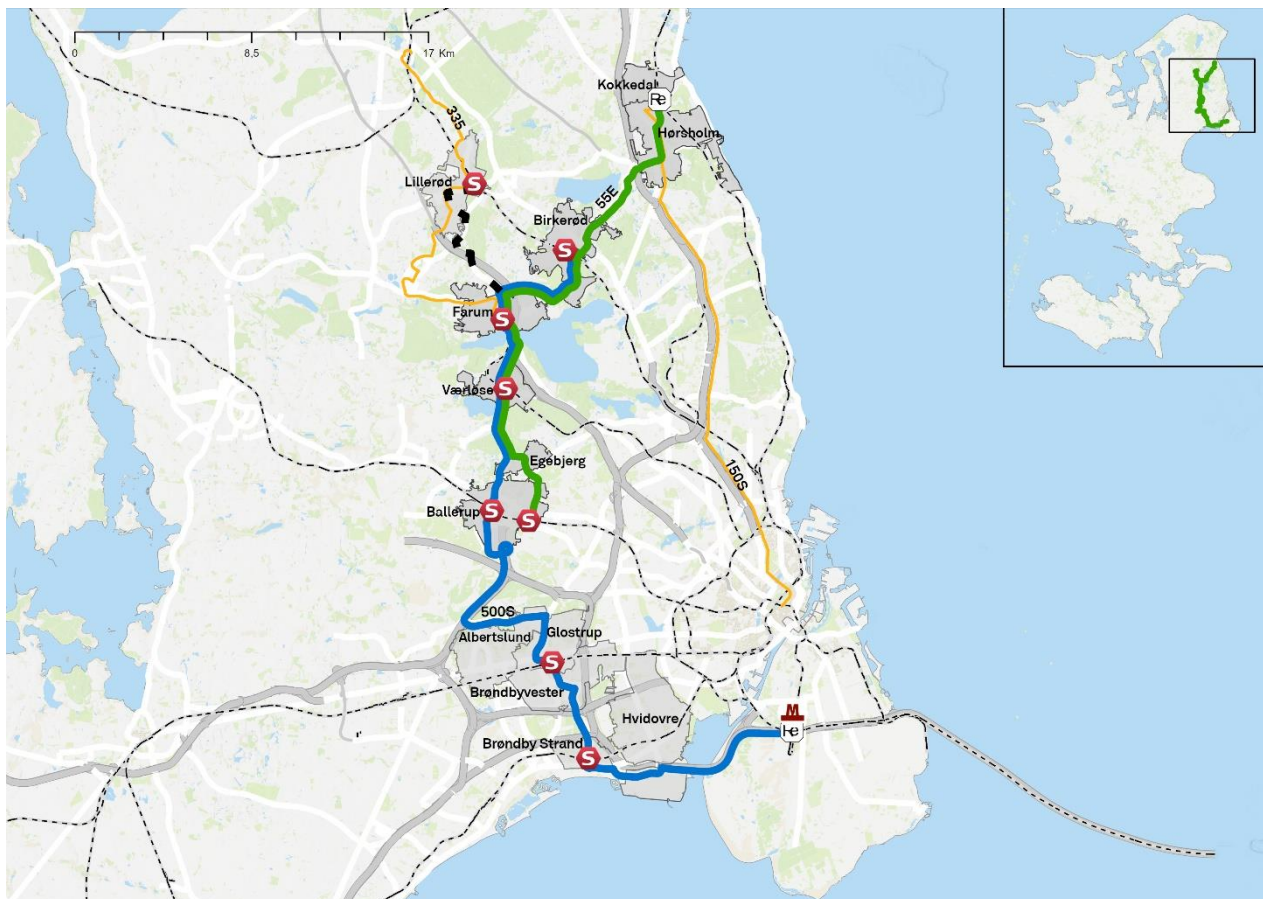 0 8,5 17 Km
Kokkedal
Re
335
Hørsholm
Lillerød
S
55E
Birkerød
S
Farum
S
Værløse
S
150S
Egebjerg
Ballerup
S
S
500S
Albertslund
Glostrup
S
Brøndbyvester
Hvidovre
M
Re
Brøndby Strand
S